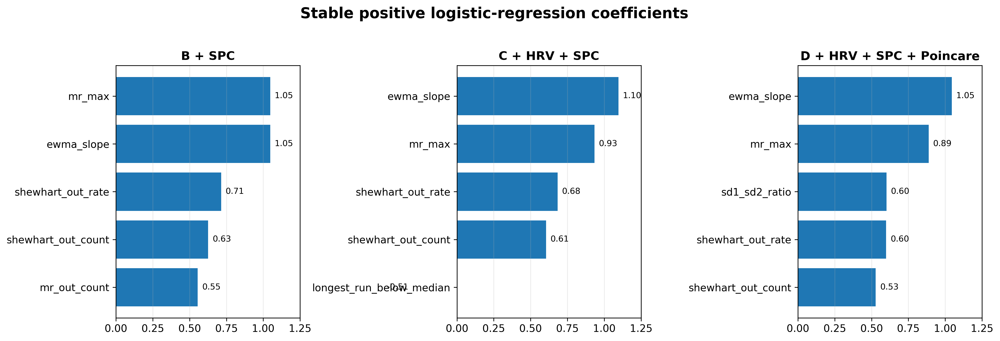 Stable positive logistic-regression coefficients
B + SPC
mr_max
1.05
ewma_slope
1.05
shewhart_out_rate
0.71
shewhart_out_count
0.63
mr_out_count
0.55
0.00 0.25 0.50 0.75 1.00 1.25
C + HRV + SPC
ewma_slope
1.10
mr_max
0.93
shewhart_out_rate
0.68
shewhart_out_count
0.61
longest_run_below_median
-0.51
0.00 0.25 0.50 0.75 1.00 1.25
D + HRV + SPC + Poincare
ewma_slope
1.05
mr_max
0.89
sd1_sd2_ratio
0.60
shewhart_out_rate
0.60
shewhart_out_count
0.53
0.00 0.25 0.50 0.75 1.00 1.25